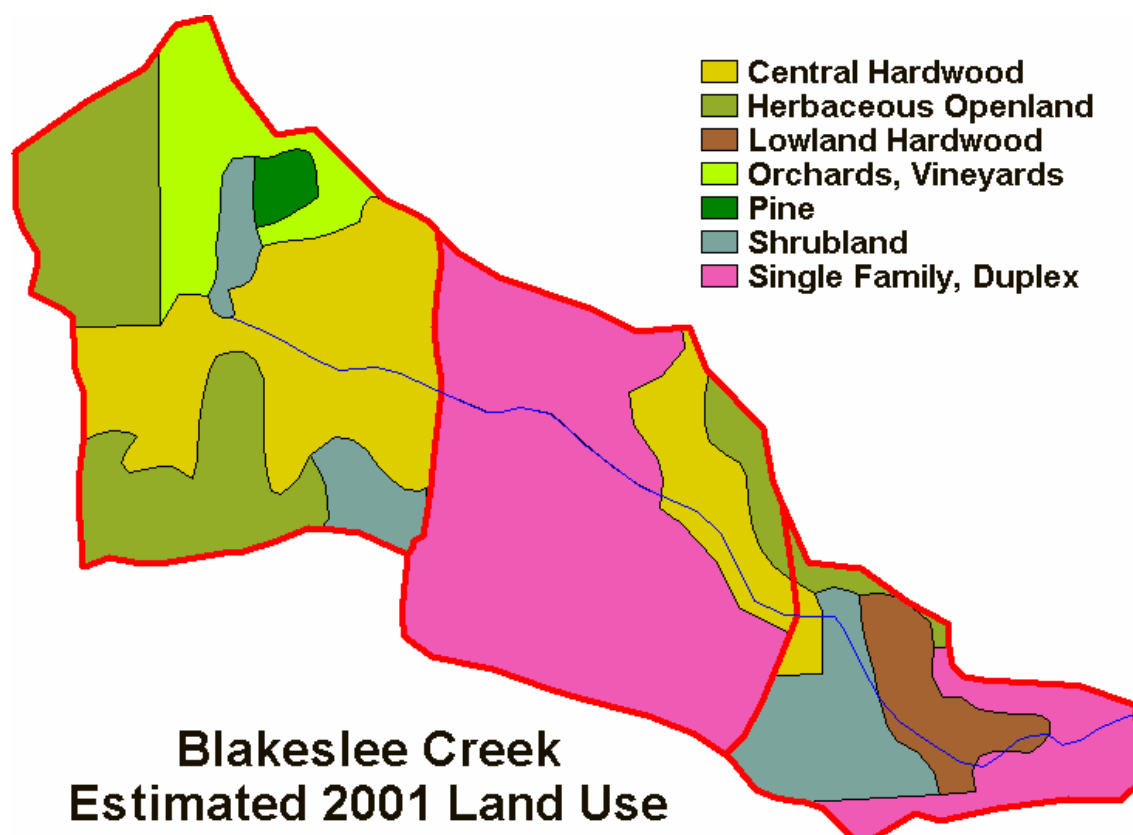 Central Hardwood
Herbaceous Openland
Lowland Hardwood
Orchards, Vineyards
Pine
Shrubland
Single Family, Duplex
Blakeslee Creek
Estimated 2001 Land Use